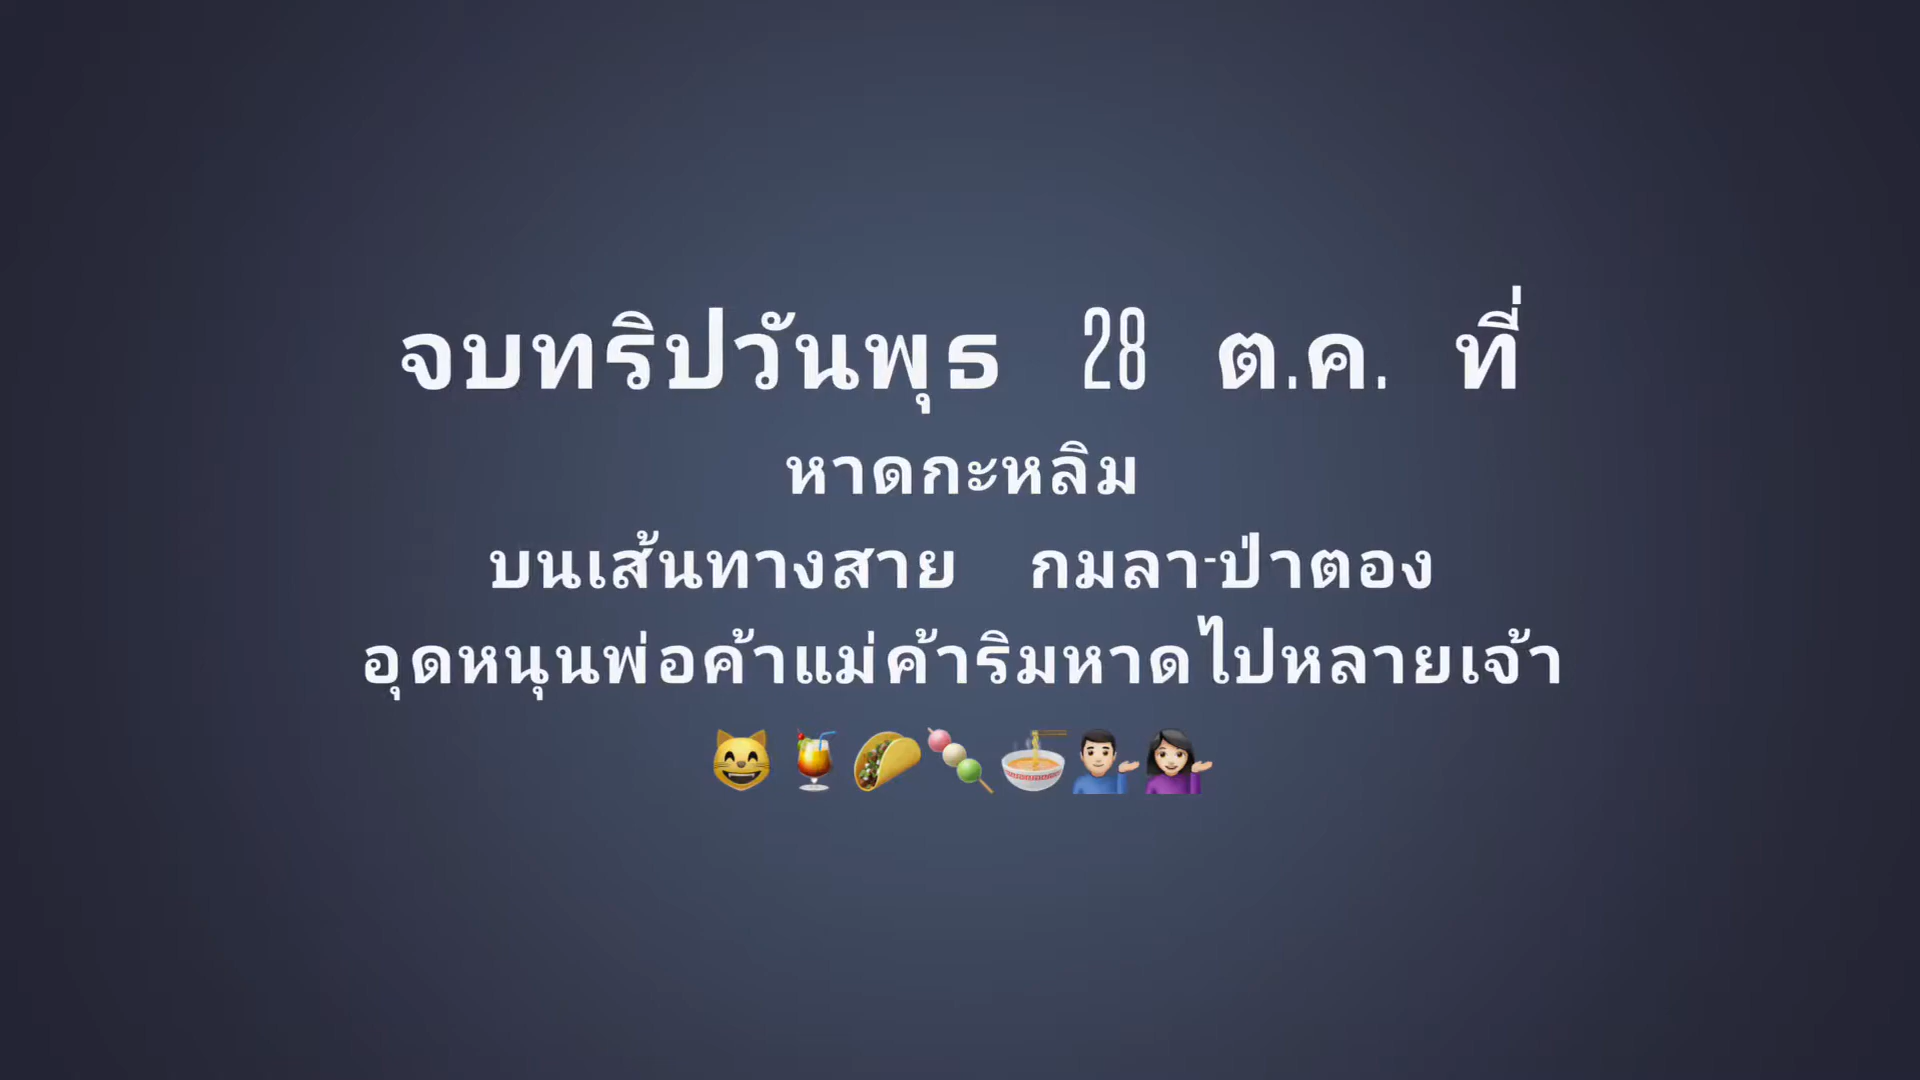 จบทริปวันพุธ 28 ต.ค. ที่
หาดกะหลิม
บนเส้นทางสาย กมลา-ป่าตอง
อุดหนุนพ่อค้าแม่ค้าริมหาดไปหลายเจ้า
😸🍹🌮🍡🍜💁🏻‍♂️💁🏻‍♀️